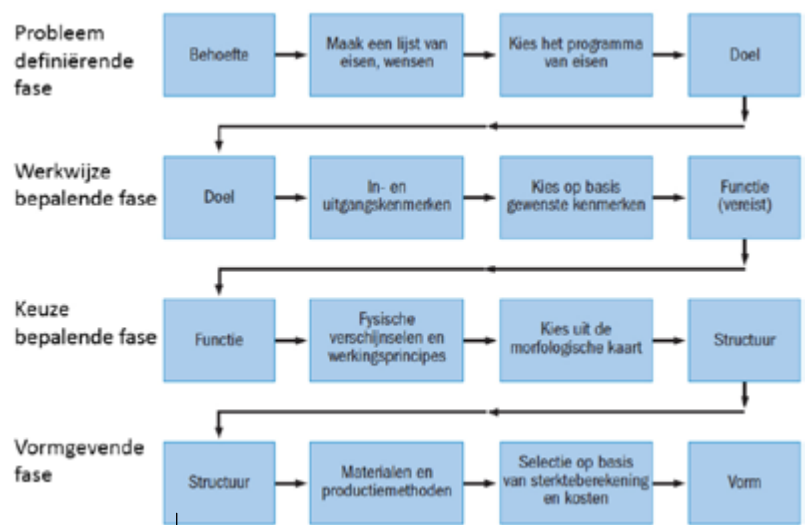 Probleem
definiërende
fase
Behoefte
Maak een lijst van
eisen, wensen
Kies het programma
van eisen
Doel
Werkwijze
bepalende fase
Doel
In- en
uitgangskenmerken
Kies op basis
gewenste kenmerken
Functie
(vereist)
Keuze
bepalende fase
Functie
Fysische
verschijnselen en
werkingsprincipes
Kies uit de
morfologische kaart
Structuur
Vormgevende
fase
Structuur
Materialen en
productiemethoden
Selectie op basis
van sterkteberekening
en kosten
Vorm